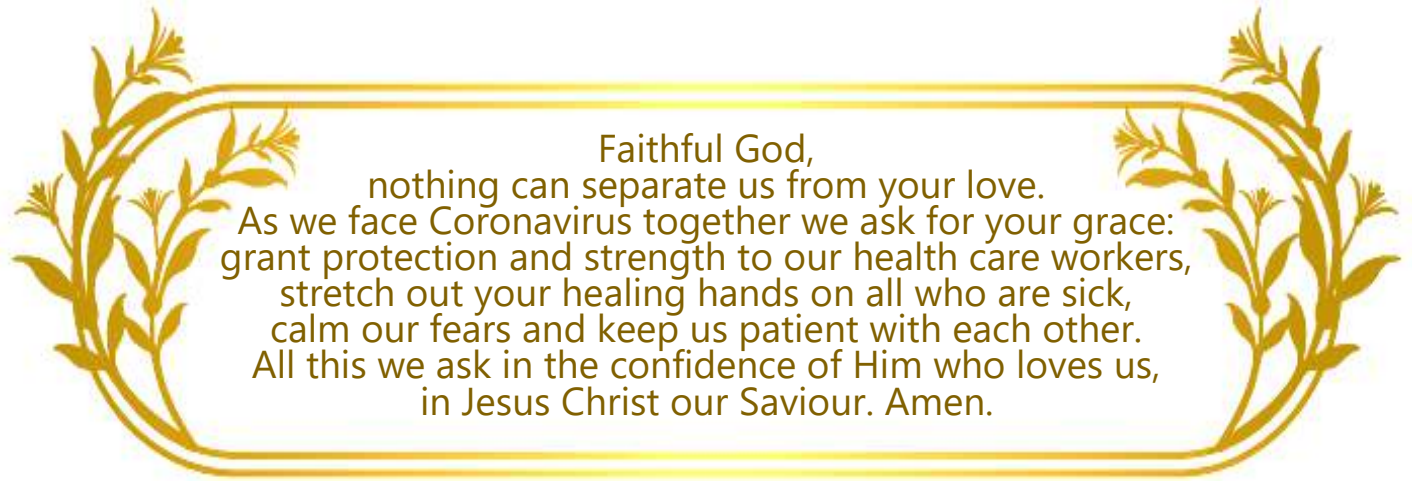 Faithful God,
nothing can separate us from your love.
As we face Coronavirus together we ask for your grace:
grant protection and strength to our health care workers,
stretch out your healing hands on all who are sick,
calm our fears and keep us patient with each other.
All this we ask in the confidence of Him who loves us,
in Jesus Christ our Saviour. Amen.